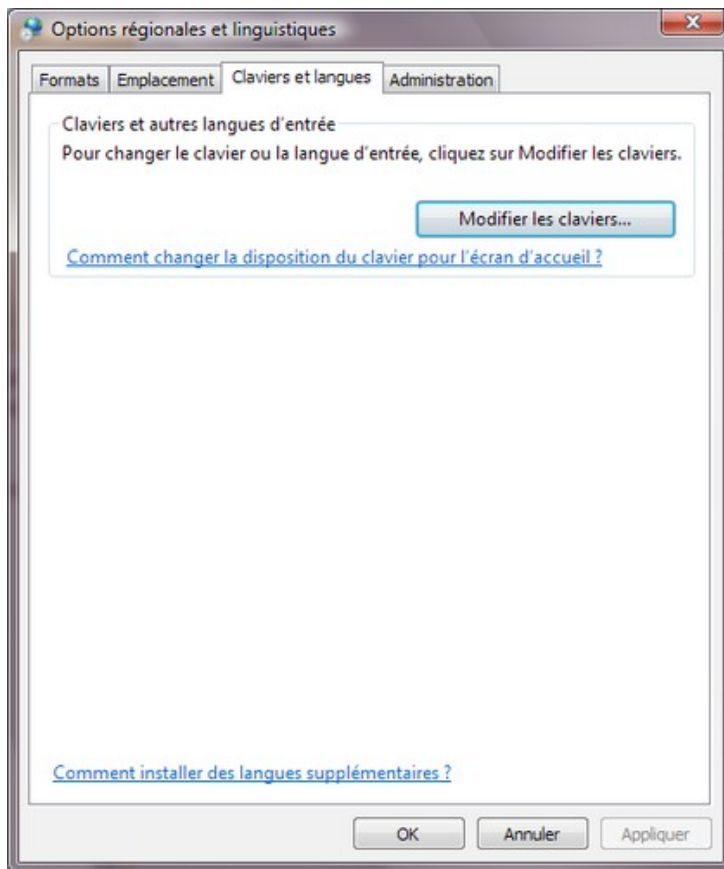 Options régionales et linguistiques
Formats Emplacement Claviers et langues Administration
Claviers et autres langues d'entrée
Pour changer le clavier ou la langue d'entrée, cliquez sur Modifier les claviers.
Modifier les claviers...
Comment changer la disposition du clavier pour l'écran d'accueil ?
Comment installer des langues supplémentaires ?
OK Annuler Appliquer